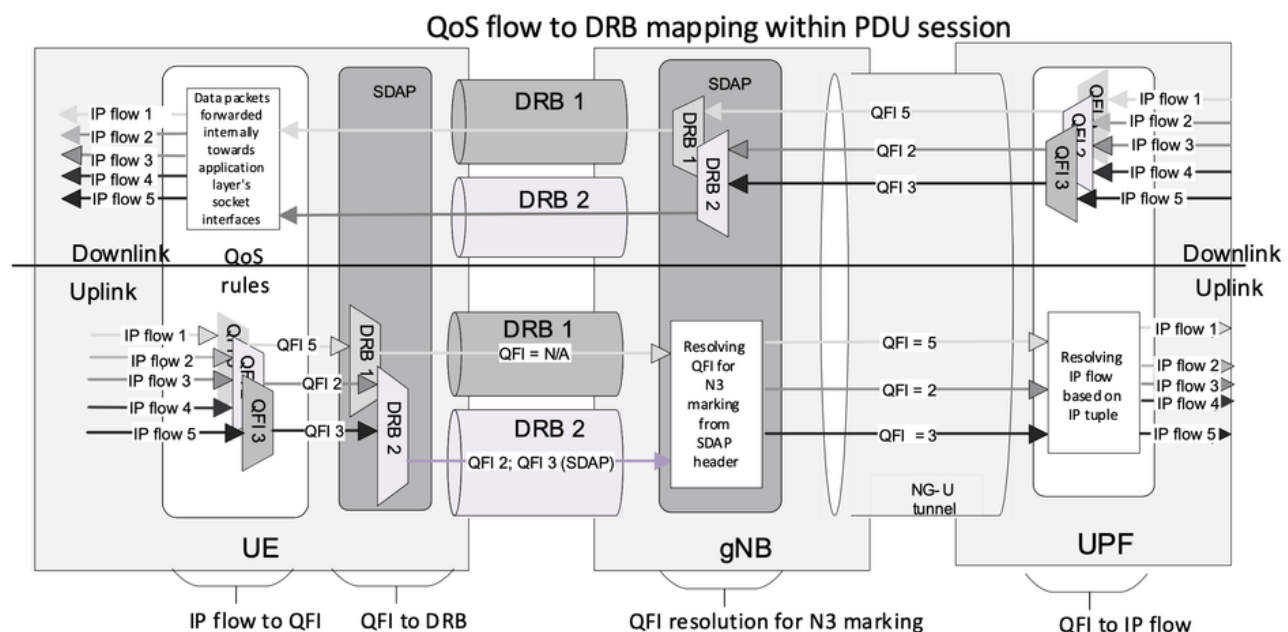 QoS flow to DRB mapping within PDU session
SDAP
SDAP
DRB 1
DRB 2
Data packets
forwarded
internally
towards
application
layer's
socket
interfaces
IP flow 1
IP flow 2
IP flow 3
IP flow 4
IP flow 5
DRB 1
DRB 2
QFI 5
QFI 2
QFI 3
QFI 2
QFI 3
IP flow 1
IP flow 2
IP flow 3
IP flow 4
IP flow 5
Downlink
QoS
rules
Downlink
Uplink
Uplink
IP flow 1
IP flow 2
IP flow 3
IP flow 4
IP flow 5
QFI 3
QFI 5
QFI 2
QFI 3
DRB 1
DRB 2
DRB 1
QFI = N/A
DRB 2
QFI 2; QFI 3 (SDAP)
Resolving
QFI for
N3
marking
from
SDAP
header
QFI = 5
QFI = 2
QFI = 3
NG-U
tunnel
Resolving
IP flow
based on
IP tuple
IP flow 1
IP flow 2
IP flow 3
IP flow 4
IP flow 5
UE
gNB
UPF
IP flow to QFI
QFI to DRB
QFI resolution for N3 marking
QFI to IP flow